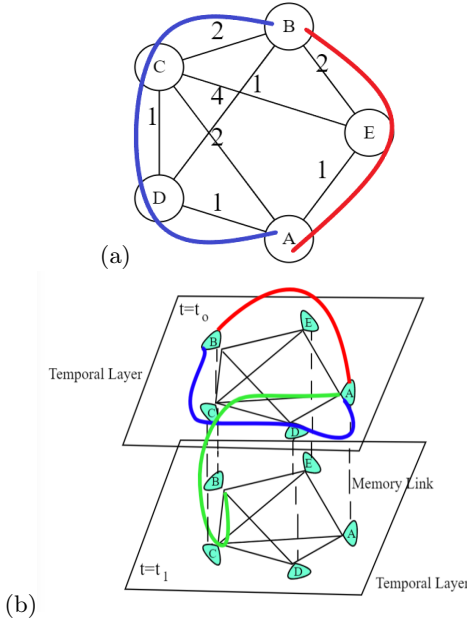 B
2
C
2
4
1
1
2
E
D
1
1
A
(a)
t=t₀
E
B
Temporal Layer
A
C
D
E
B
Memory Link
A
C
D
t=t₁
Temporal Layer
(b)